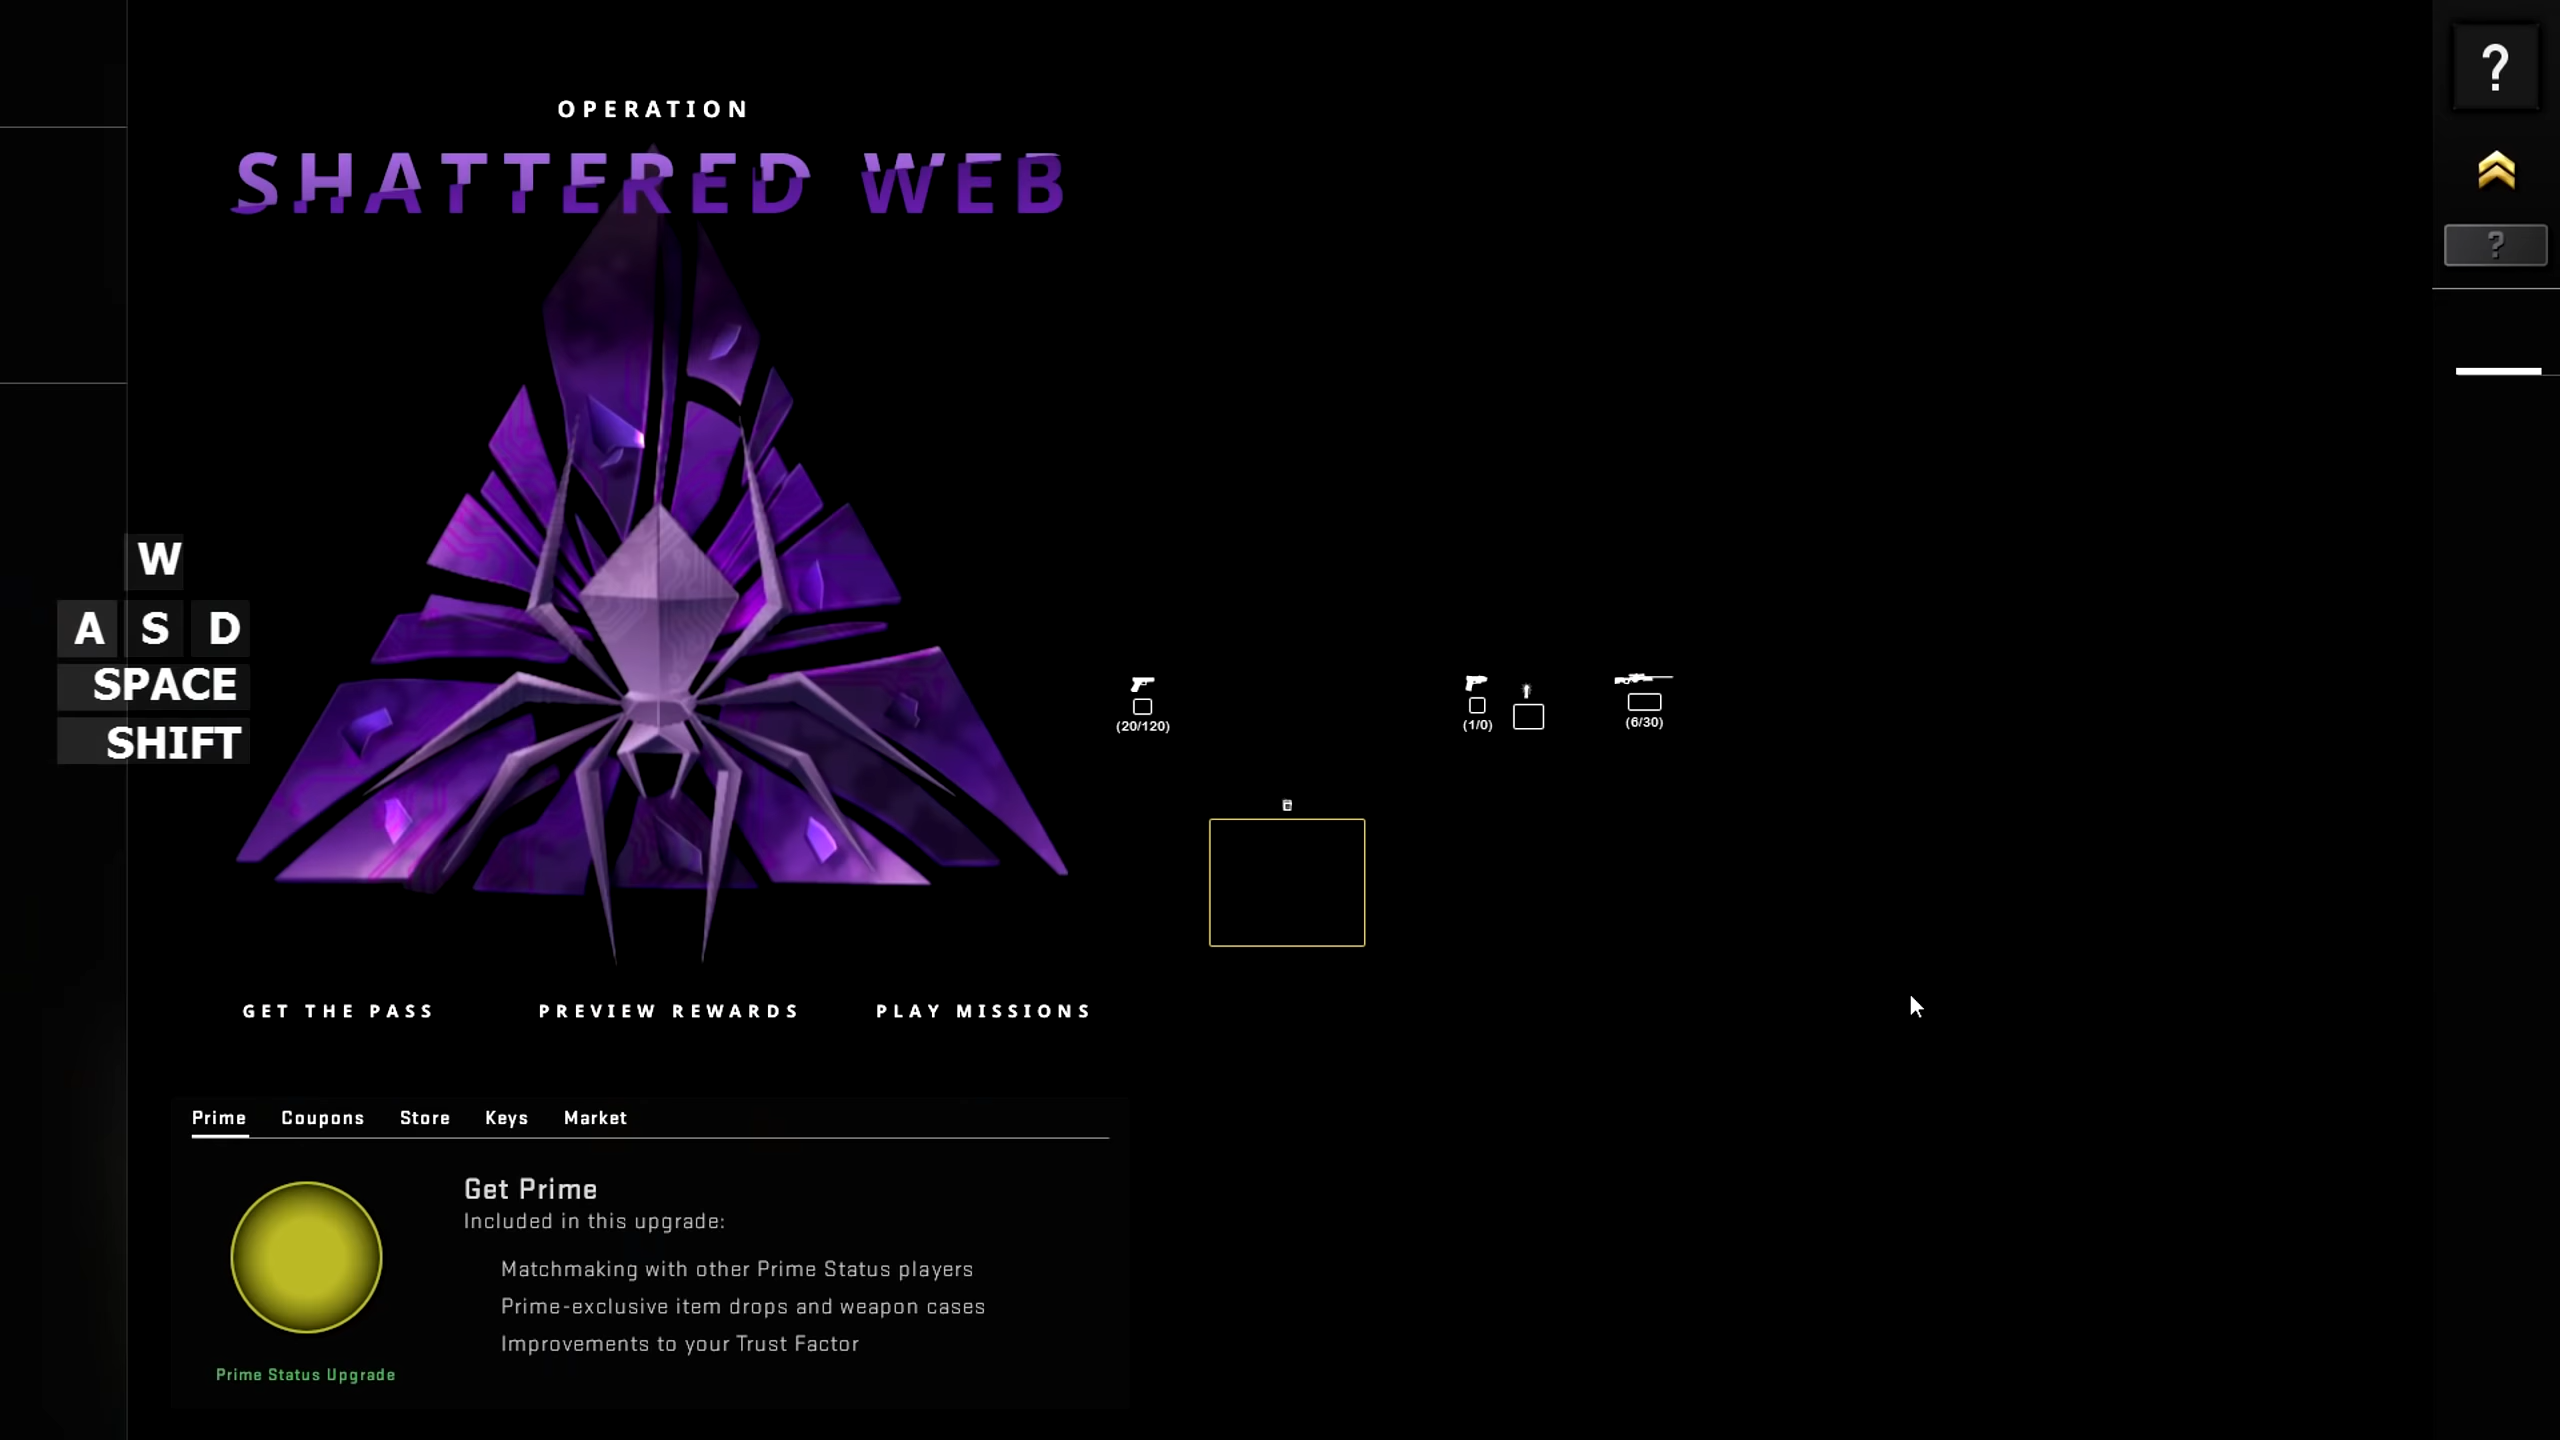 OPERATION
SHATTERED WEB
?
?
W
A S D
SPACE
SHIFT
(20/120)
(1/0)
(6/30)
GET THE PASS
PREVIEW REWARDS
PLAY MISSIONS
Prime
Coupons
Store
Keys
Market
Get Prime
Included in this upgrade:
Matchmaking with other Prime Status players
Prime-exclusive item drops and weapon cases
Improvements to your Trust Factor
Prime Status Upgrade